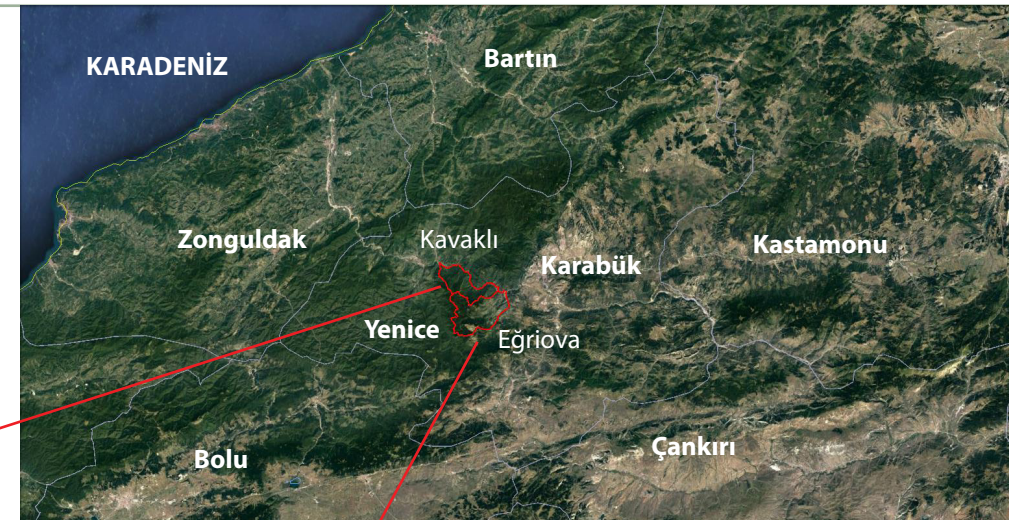 Bartın
KARADENİZ
Zonguldak
Kavaklı
Kastamonu
Karabük
Yenice
Eğriova
Çankırı
Bolu